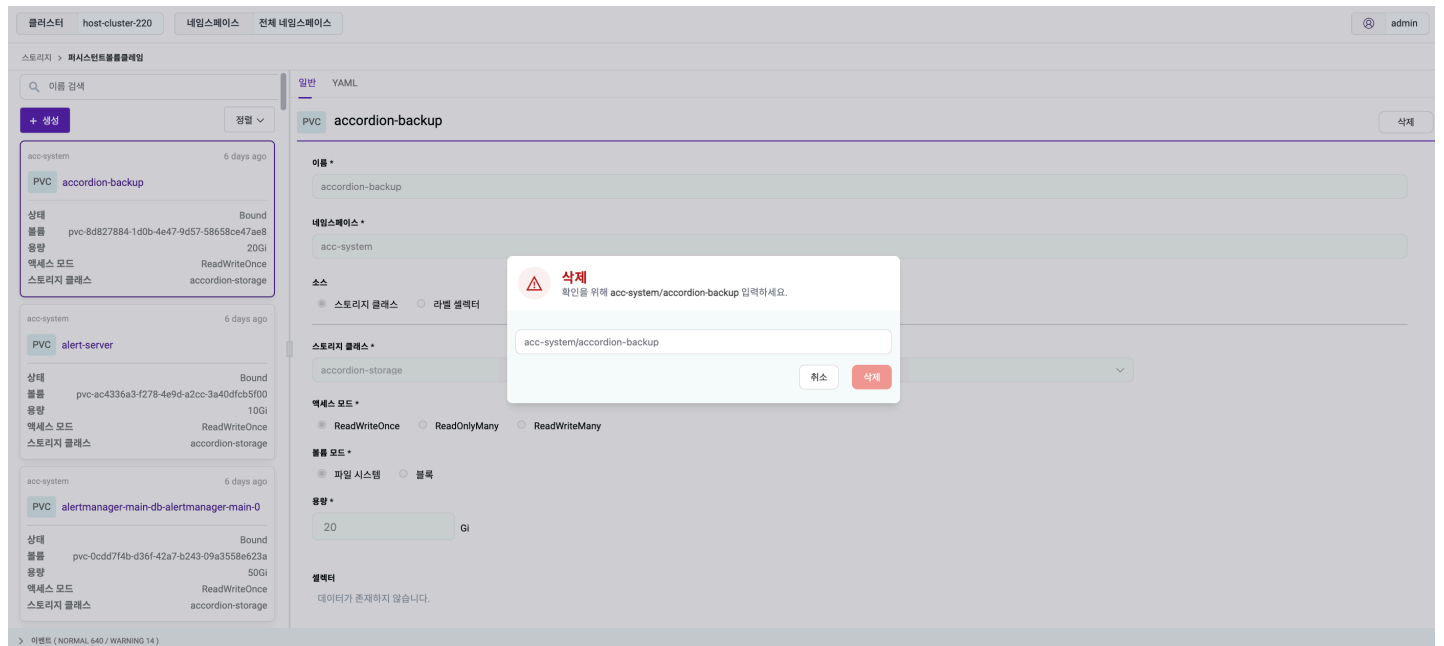 클러스터 host-cluster-220 네임스페이스 전체 네임스페이스 admin
스토리지 > 퍼시스턴트볼륨클레임
이름 검색
+ 생성 정렬
acc-system 6 days ago
PVC accordion-backup
상태 Bound
볼륨 pvc-8d827884-1d0b-4e47-9d57-58658ce47ae8
용량 20Gi
액세스 모드 ReadWriteOnce
스토리지 클래스 accordion-storage
acc-system 6 days ago
PVC alert-server
상태 Bound
볼륨 pvc-ac4336a3-f278-4e9d-a2cc-3a40dfcb5f00
용량 10Gi
액세스 모드 ReadWriteOnce
스토리지 클래스 accordion-storage
acc-system 6 days ago
PVC alertmanager-main-db-alertmanager-main-0
상태 Bound
볼륨 pvc-0cdd7f4b-d36f-42a7-b243-09a3558e623a
용량 50Gi
액세스 모드 ReadWriteOnce
스토리지 클래스 accordion-storage
일반 YAML
PVC accordion-backup 삭제
이름 *
accordion-backup
네임스페이스 *
acc-system
소스
스토리지 클래스 라벨 셀렉터
스토리지 클래스 *
accordion-storage
액세스 모드 *
ReadWriteOnce ReadOnlyMany ReadWriteMany
볼륨 모드 *
파일 시스템 블록
용량 *
20 Gi
셀렉터
데이터가 존재하지 않습니다.
삭제
확인을 위해 acc-system/accordion-backup 입력하세요.
acc-system/accordion-backup
취소 삭제
> 이벤트 ( NORMAL 640 / WARNING 14 )